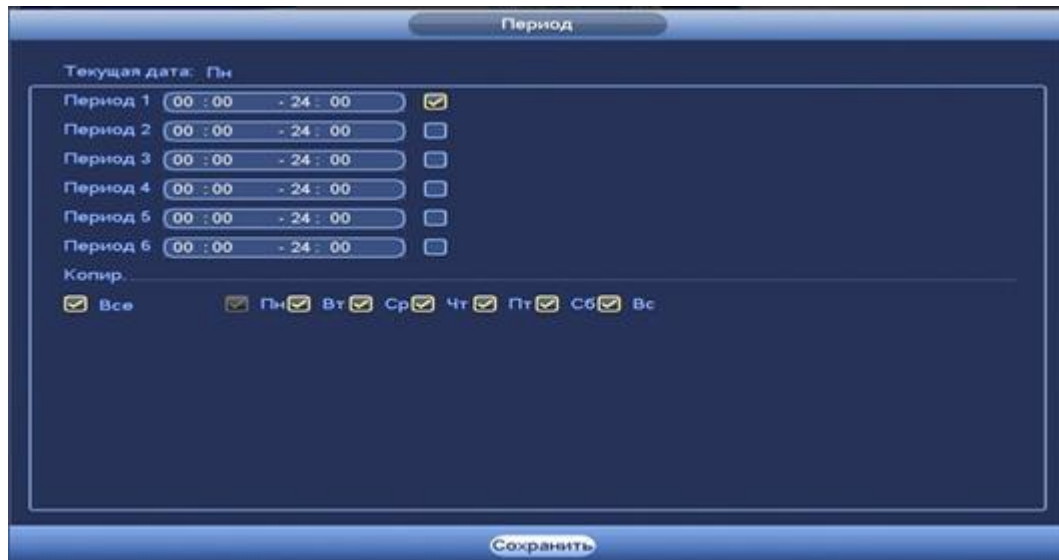 Период
Текущая дата: Пн
Период 1 00 : 00 - 24 : 00
Период 2 00 : 00 - 24 : 00
Период 3 00 : 00 - 24 : 00
Период 4 00 : 00 - 24 : 00
Период 5 00 : 00 - 24 : 00
Период 6 00 : 00 - 24 : 00
Копир.
Все Пн Вт Ср Чт Пт Сб Вс
Сохранить